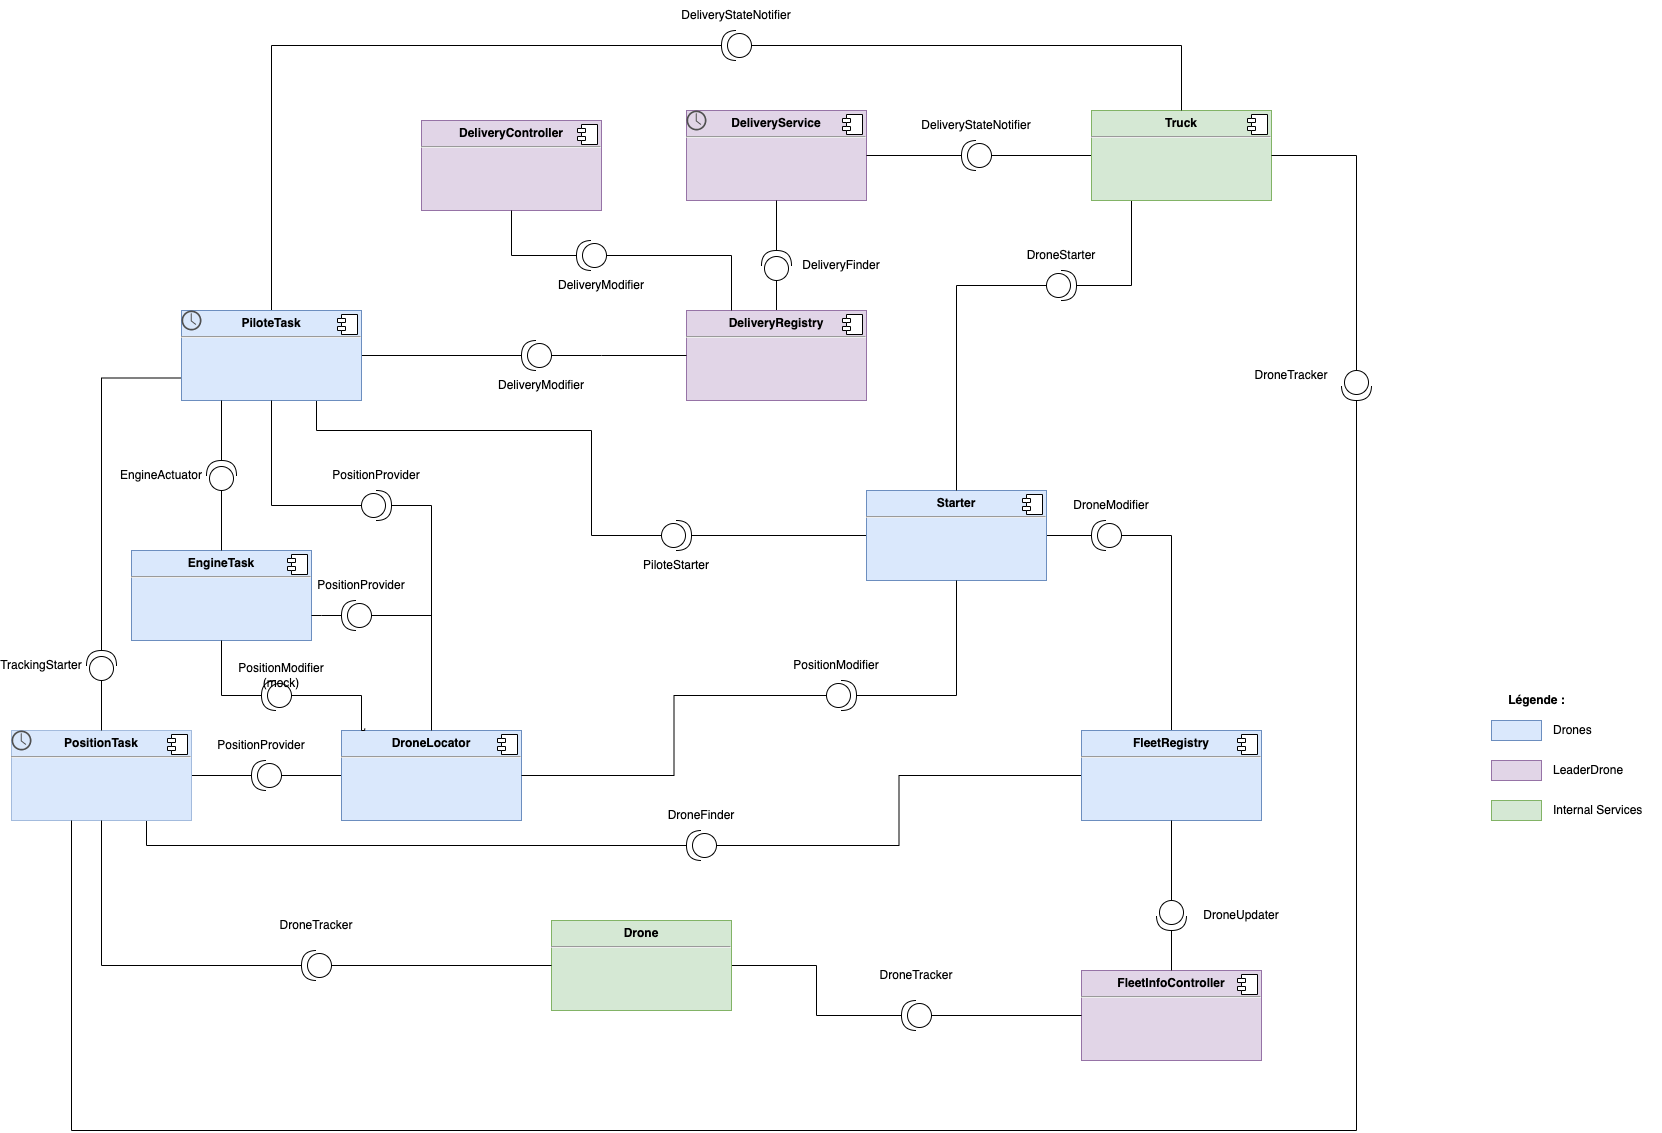 DeliveryStateNotifier
DeliveryController
DeliveryService
DeliveryStateNotifier
Truck
DroneStarter
DeliveryFinder
DeliveryModifier
PiloteTask
DeliveryRegistry
DroneTracker
DeliveryModifier
EngineActuator
PositionProvider
Starter
DroneModifier
EngineTask
PiloteStarter
PositionProvider
TrackingStarter
PositionModifier
(mock)
PositionModifier
Légende :
Drones
PositionTask
PositionProvider
DroneLocator
FleetRegistry
LeaderDrone
DroneFinder
Internal Services
DroneTracker
Drone
DroneUpdater
DroneTracker
FleetInfoController